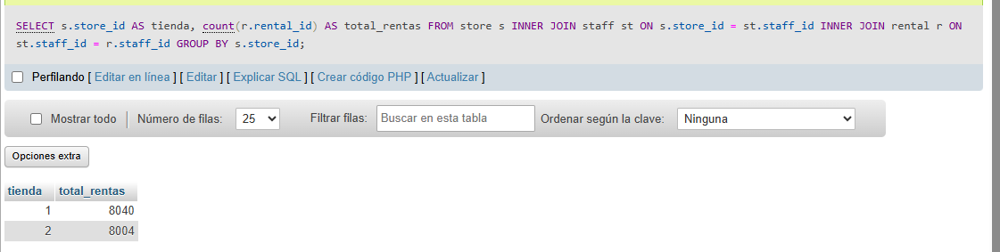 SELECT s.store_id AS tienda, count(r.rental_id) AS total_rentas FROM store s INNER JOIN staff st ON s.store_id = st.staff_id INNER JOIN rental r ON
st.staff_id = r.staff_id GROUP BY s.store_id;
Perfilando [ Editar en línea ] [ Editar ] [ Explicar SQL ] [ Crear código PHP ] [ Actualizar ]
Mostrar todo Número de filas: 25 Filtrar filas: Buscar en esta tabla Ordenar según la clave: Ninguna
Opciones extra
tienda total_rentas
1 8040
2 8004